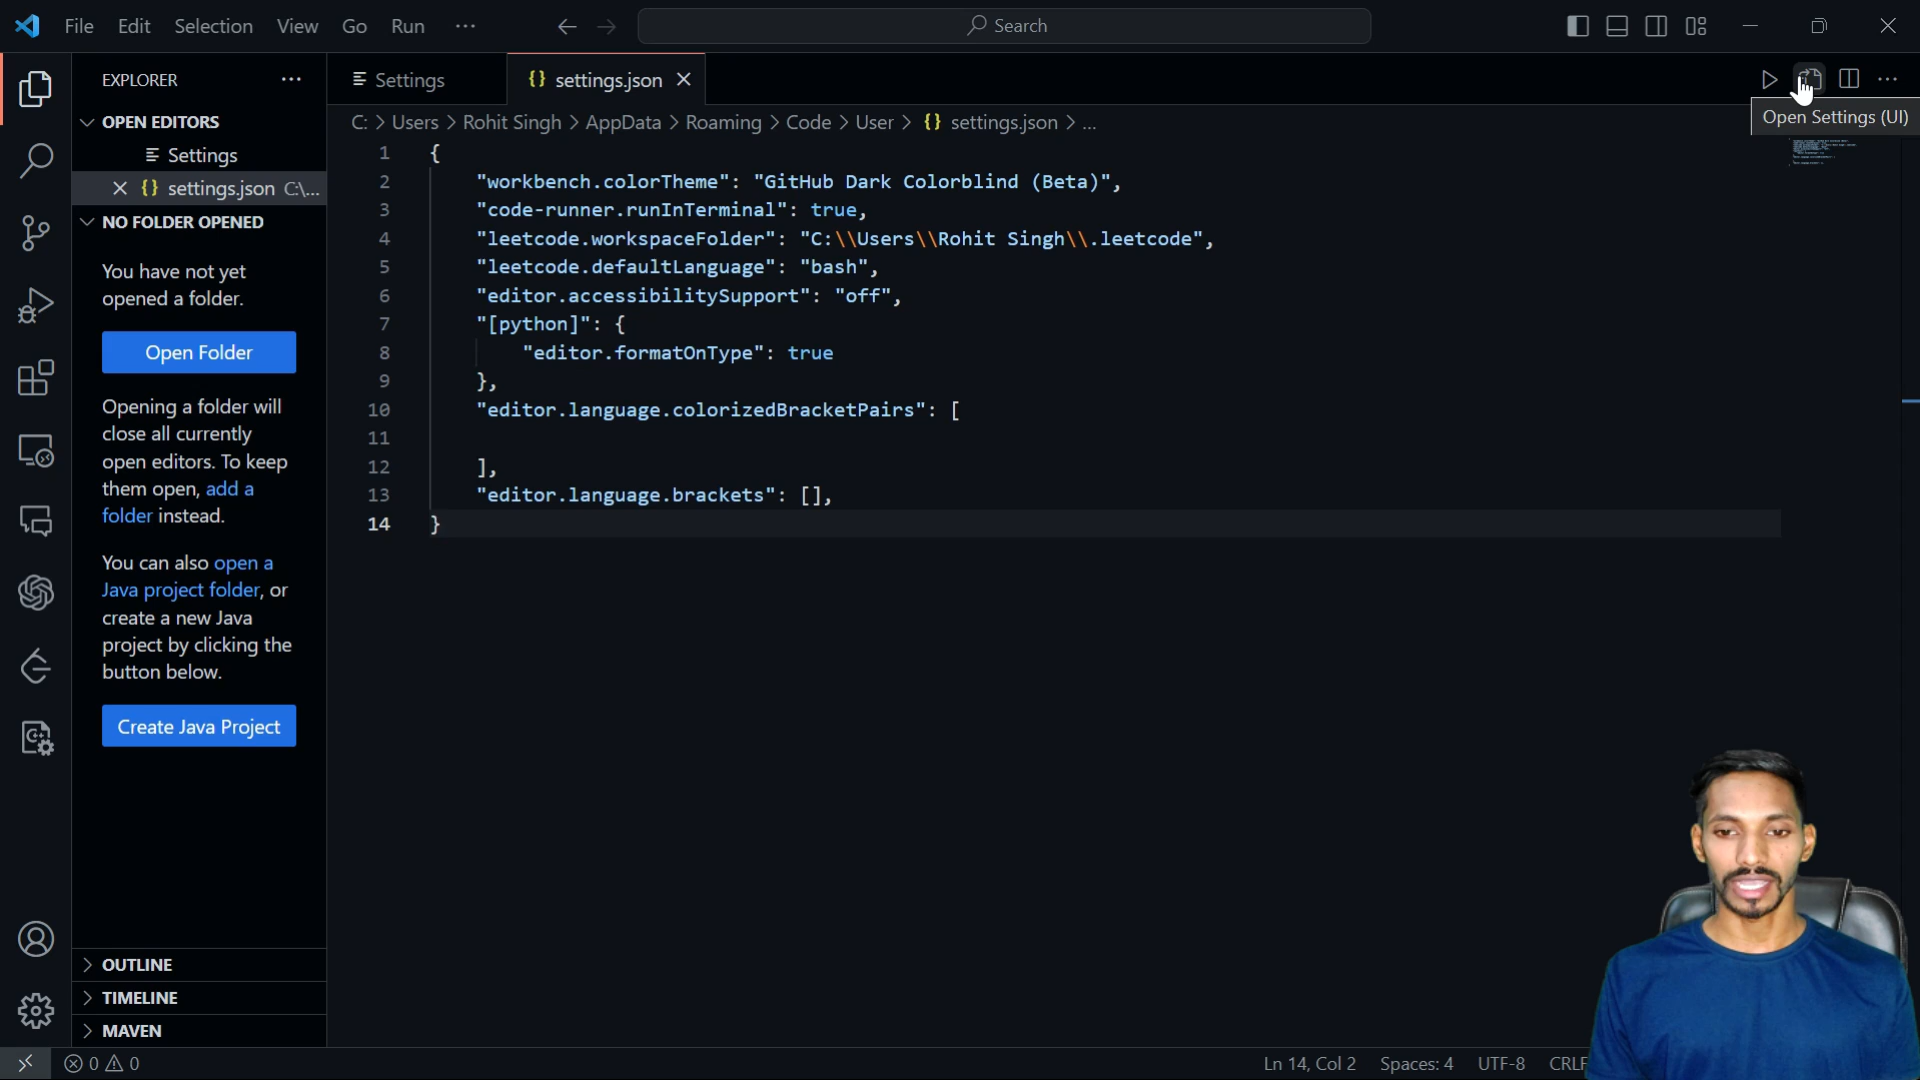 File Edit Selection View Go Run ···
Search
EXPLORER ···
OPEN EDITORS
Settings
settings.json C:\...
NO FOLDER OPENED
You have not yet
opened a folder.
Open Folder
Opening a folder will
close all currently
open editors. To keep
them open, add a
folder instead.
You can also open a
Java project folder, or
create a new Java
project by clicking the
button below.
Create Java Project
OUTLINE
TIMELINE
MAVEN
Settings
{} settings.json
Open Settings (UI)
C: > Users > Rohit Singh > AppData > Roaming > Code > User > {} settings.json > ...
1 {
2 "workbench.colorTheme": "GitHub Dark Colorblind (Beta)",
3 "code-runner.runInTerminal": true,
4 "leetcode.workspaceFolder": "C:\\Users\\Rohit Singh\\.leetcode",
5 "leetcode.defaultLanguage": "bash",
6 "editor.accessibilitySupport": "off",
7 "[python]": {
8 "editor.formatOnType": true
9 },
10 "editor.language.colorizedBracketPairs": [
11
12 ],
13 "editor.language.brackets": [],
14 }
0 0
Ln 14, Col 2 Spaces: 4 UTF-8 CRLF